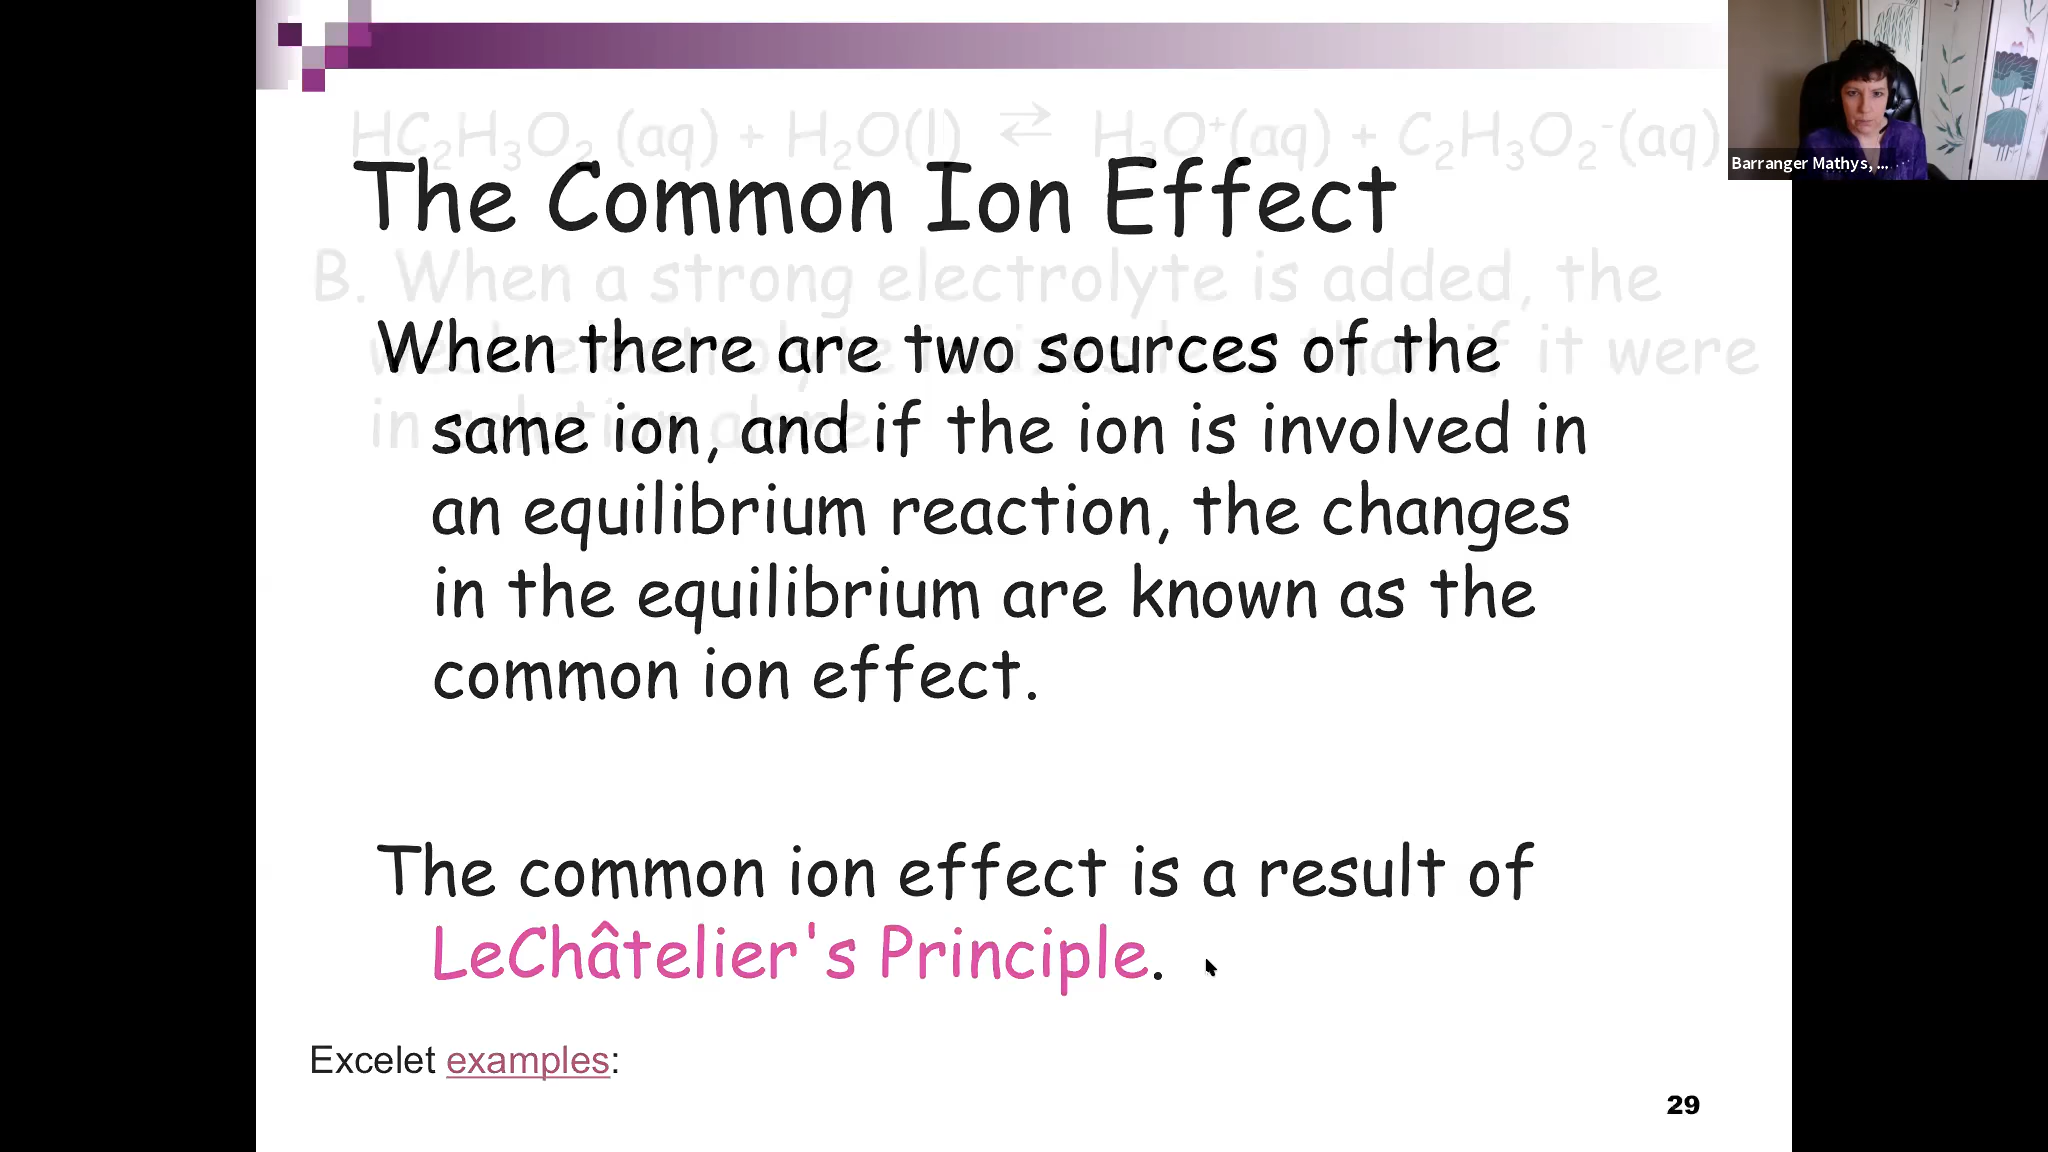 HC₂H₃O₂ (aq) + H₂O(l) ⇄ H₃O⁺(aq) + C₂H₃O₂⁻(aq)
Barranger Mathys, ...
The Common Ion Effect
B. When a strong electrolyte is added, the
if it were
When there are two sources of the
in
same ion, and if the ion is involved in
an equilibrium reaction, the changes
in the equilibrium are known as the
common ion effect.
The common ion effect is a result of
LeChâtelier's Principle.
Excelet examples:
29